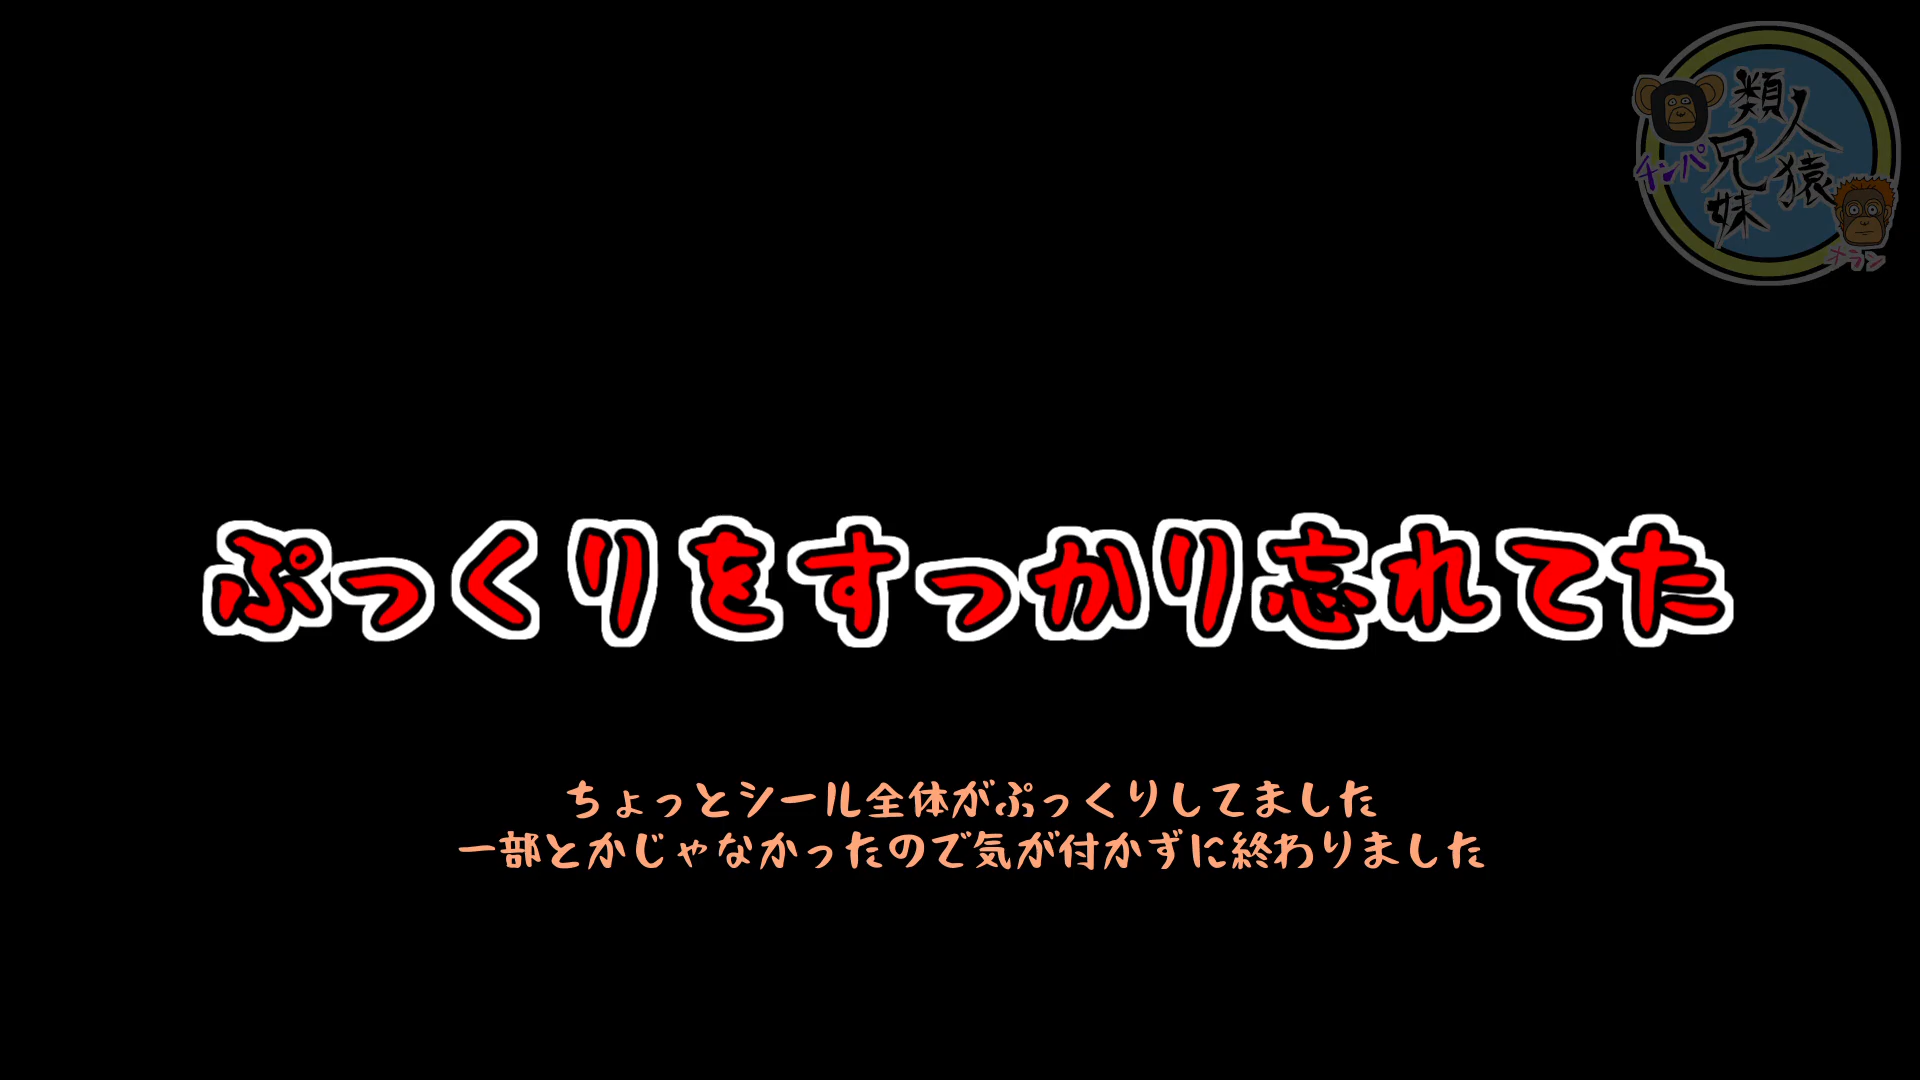 類人猿
兄妹
チンパ
オラン
ぷっくりをすっかり忘れてた
ちょっとシール全体がぷっくりしてました
一部とかじゃなかったので気が付かずに終わりました